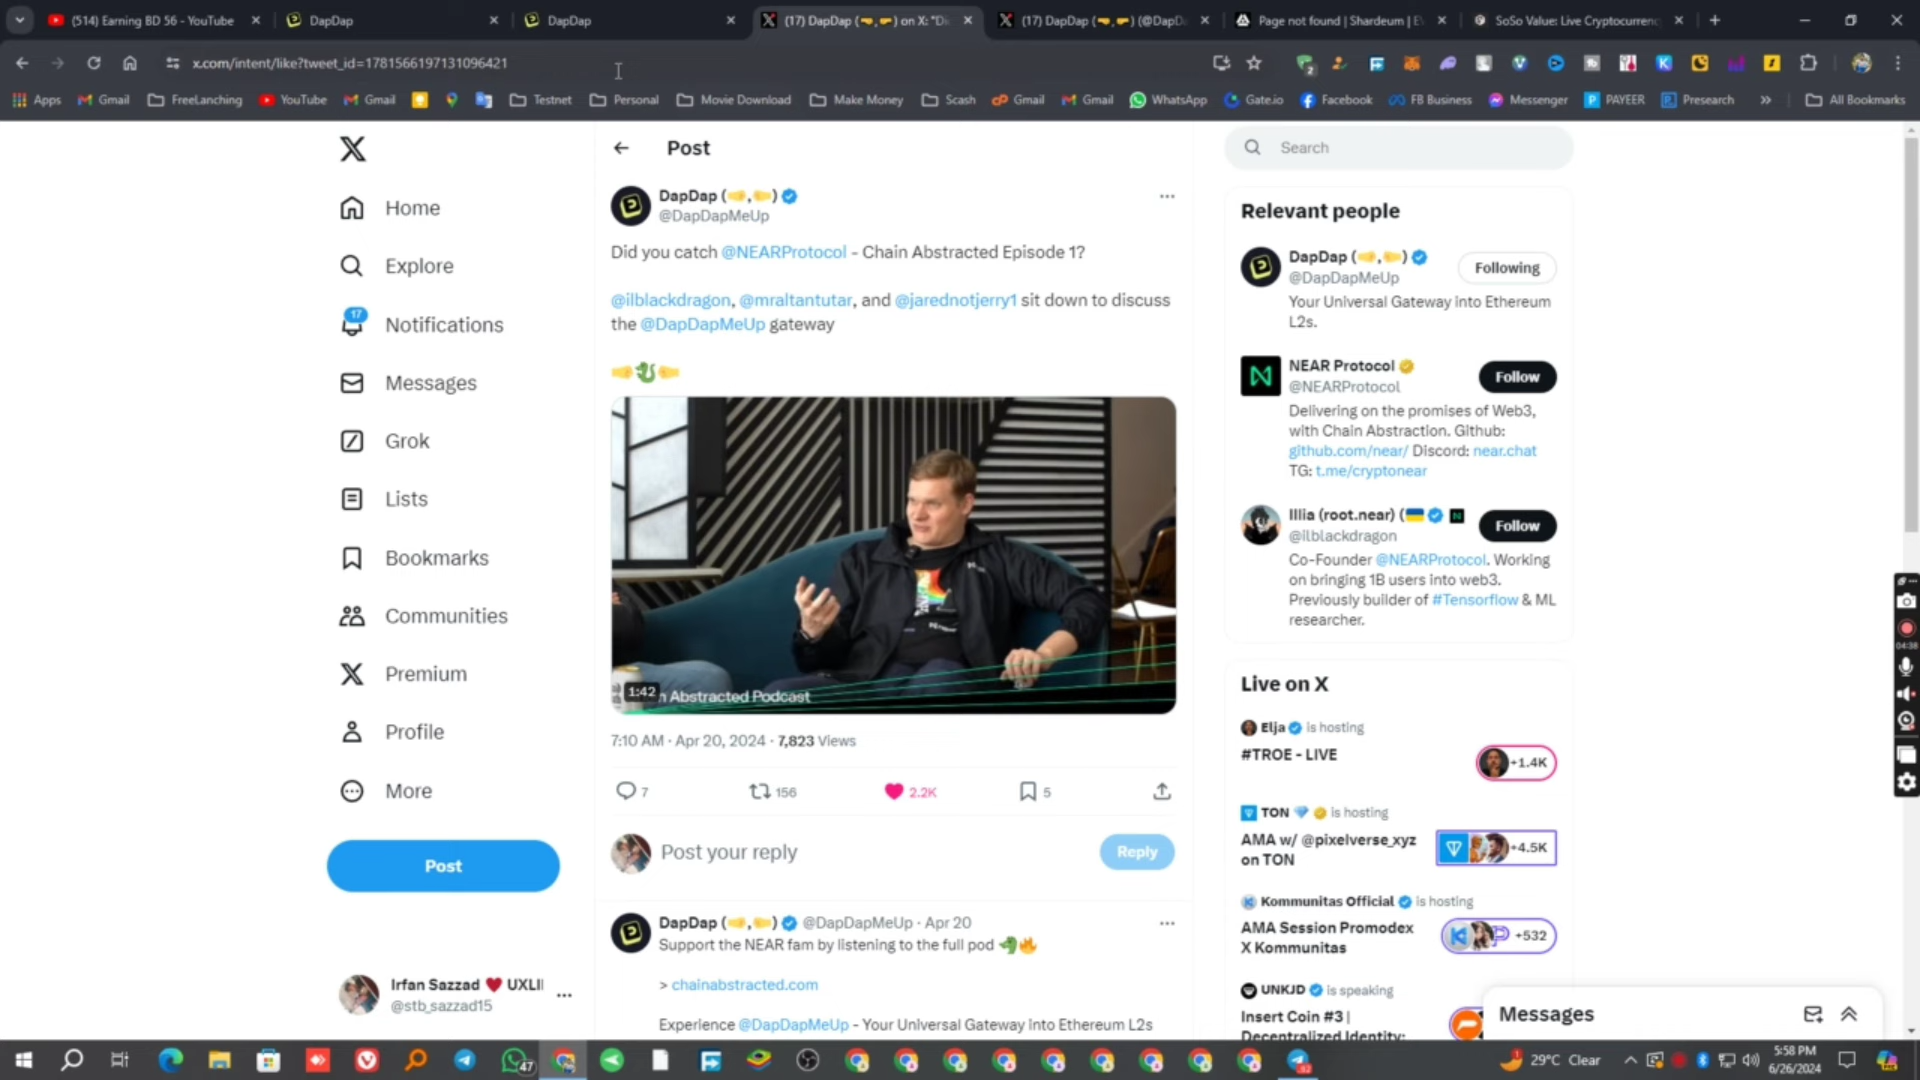 (514) Earning BD 56 - YouTube
DapDap
DapDap
(17) DapDap (🤜,🤛) on X: "Di
(17) DapDap (🤜,🤛) (@DapD
Page not found | Shardeum | E
SoSo Value: Live Cryptocurrenc
x.com/intent/like?tweet_id=1781566197131096421
Apps
Gmail
FreeLanching
YouTube
Gmail
Testnet
Personal
Movie Download
Make Money
Scash
Gmail
Gmail
WhatsApp
Gate.io
Facebook
FB Business
Messenger
PAYEER
Presearch
All Bookmarks
Home
Explore
17
Notifications
Messages
Grok
Lists
Bookmarks
Communities
Premium
Profile
More
Post
Irfan Sazzad ❤️ UXLI
@stb_sazzad15
Post
DapDap (🤜,🤛)
@DapDapMeUp
Did you catch @NEARProtocol - Chain Abstracted Episode 1?
@ilblackdragon, @mraltantutar, and @jarednotjerry1 sit down to discuss
the @DapDapMeUp gateway
🤜🐉🤛
1:42
n Abstracted Podcast
7:10 AM · Apr 20, 2024 · 7,823 Views
7
156
2.2K
5
Post your reply
Reply
DapDap (🤜,🤛) @DapDapMeUp · Apr 20
Support the NEAR fam by listening to the full pod 🐲🔥
> chainabstracted.com
Experience @DapDapMeUp - Your Universal Gateway into Ethereum L2s
Search
Relevant people
DapDap (🤜,🤛)
@DapDapMeUp
Following
Your Universal Gateway into Ethereum
L2s.
NEAR Protocol
@NEARProtocol
Follow
Delivering on the promises of Web3,
with Chain Abstraction. Github:
github.com/near/ Discord: near.chat
TG: t.me/cryptonear
Illia (root.near) (🇺🇦
@ilblackdragon
Follow
Co-Founder @NEARProtocol. Working
on bringing 1B users into web3.
Previously builder of #Tensorflow & ML
researcher.
Live on X
Elja is hosting
#TROE - LIVE
+1.4K
TON 💎 is hosting
AMA w/ @pixelverse_xyz
on TON
+4.5K
Kommunitas Official is hosting
AMA Session Promodex
X Kommunitas
+532
UNKJD is speaking
Insert Coin #3 |
Decentralized Identity:
Messages
04:38
47
29°C Clear
5:58 PM
6/26/2024